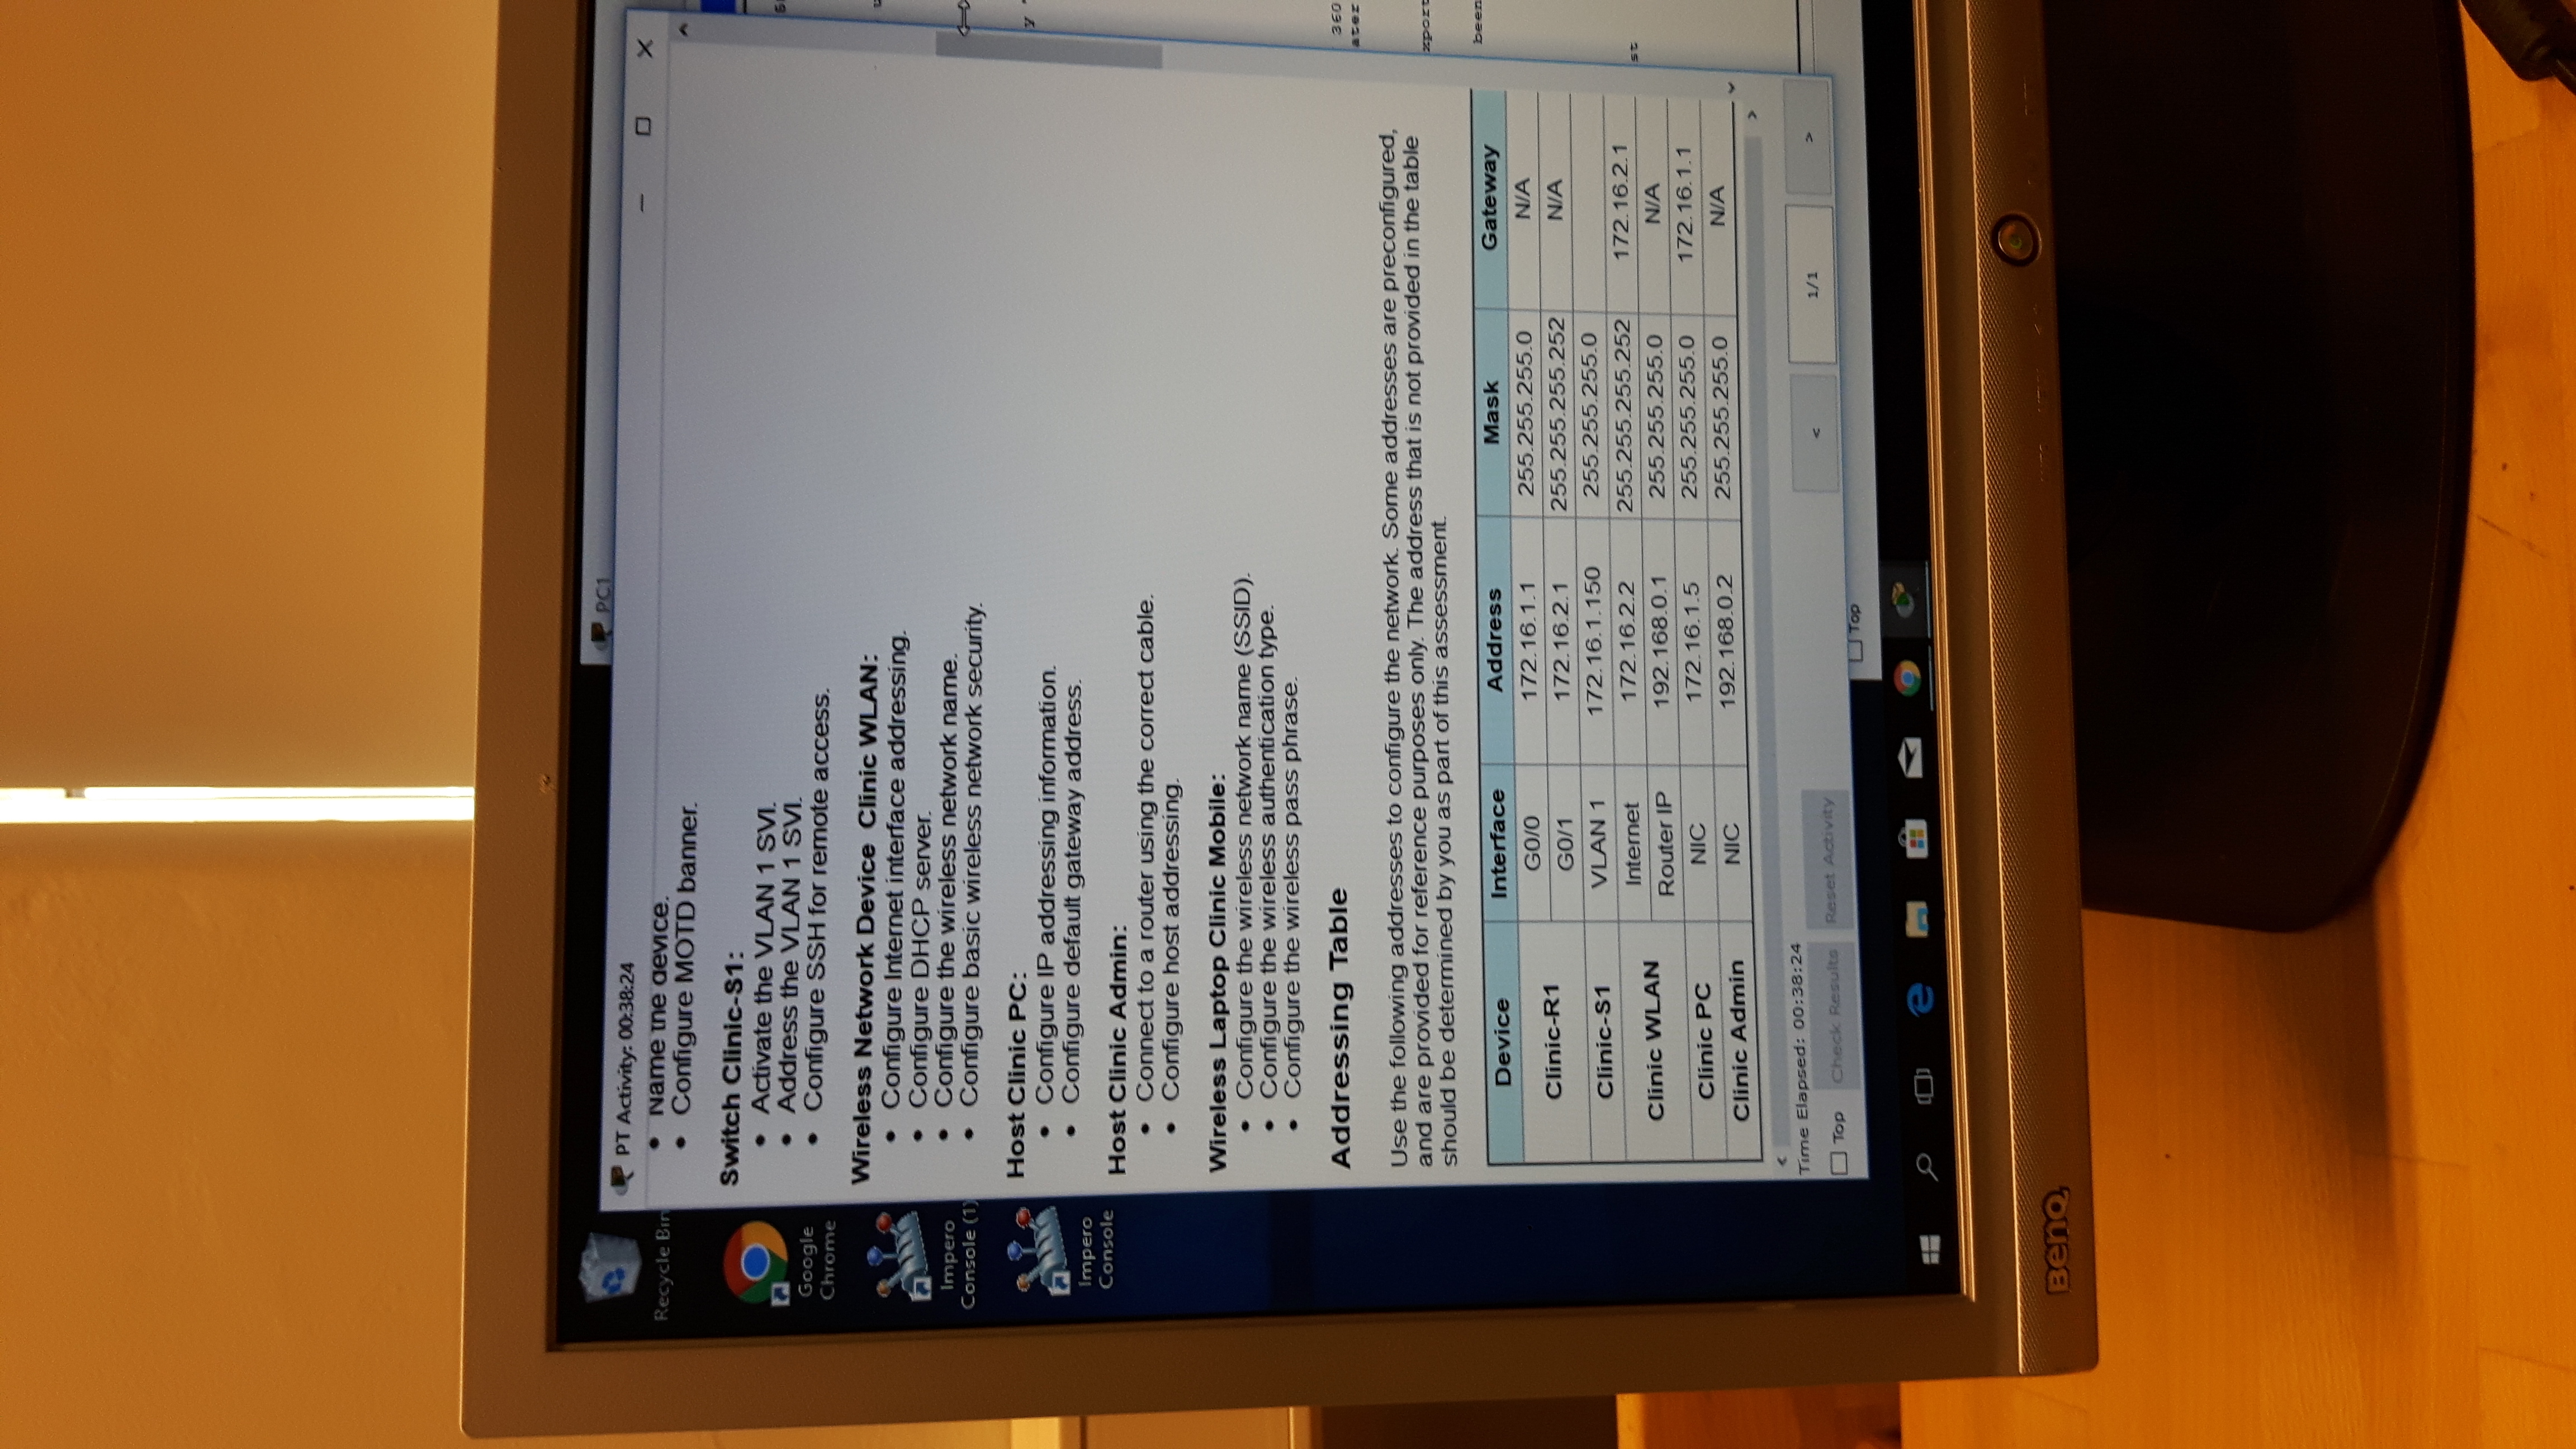 PC1
PT Activity: 00:38:24
Recycle Bin
Google
Chrome
Impero
Console (1)
Impero
Console
• Name the device.
• Configure MOTD banner.
Switch Clinic-S1:
• Activate the VLAN 1 SVI.
• Address the VLAN 1 SVI.
• Configure SSH for remote access.
Wireless Network Device Clinic WLAN:
• Configure Internet interface addressing.
• Configure DHCP server.
• Configure the wireless network name.
• Configure basic wireless network security.
Host Clinic PC:
• Configure IP addressing information.
• Configure default gateway address.
Host Clinic Admin:
• Connect to a router using the correct cable.
• Configure host addressing.
Wireless Laptop Clinic Mobile:
• Configure the wireless network name (SSID).
• Configure the wireless authentication type.
• Configure the wireless pass phrase.
Addressing Table
Use the following addresses to configure the network. Some addresses are preconfigured,
and are provided for reference purposes only. The address that is not provided in the table
should be determined by you as part of this assessment.
Device Interface Address Mask Gateway
Clinic-R1 G0/0 172.16.1.1 255.255.255.0 N/A
G0/1 172.16.2.1 255.255.255.252 N/A
Clinic-S1 VLAN 1 172.16.1.150 255.255.255.0
Clinic WLAN Internet 172.16.2.2 255.255.255.252 172.16.2.1
Router IP 192.168.0.1 255.255.255.0 N/A
Clinic PC NIC 172.16.1.5 255.255.255.0 172.16.1.1
Clinic Admin NIC 192.168.0.2 255.255.255.0 N/A
Time Elapsed: 00:38:24
Top Check Results Reset Activity < 1/1 >
Top
360
ater
xport
been
st
BenQ